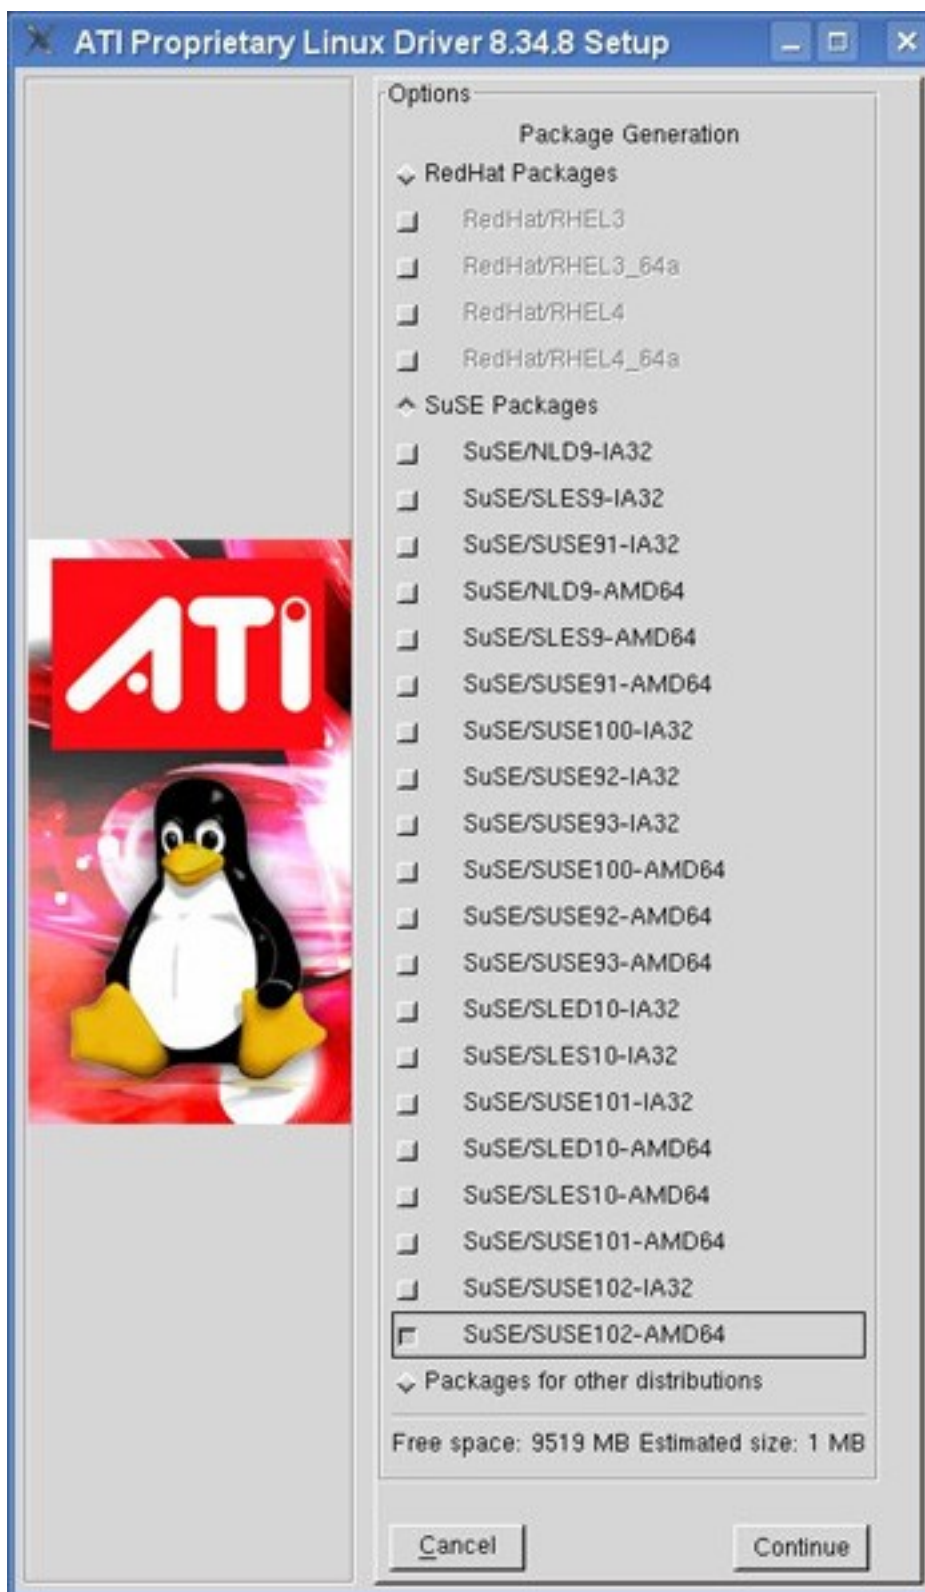 ATI Proprietary Linux Driver 8.34.8 Setup
Options
Package Generation
RedHat Packages
RedHat/RHEL3
RedHat/RHEL3_64a
RedHat/RHEL4
RedHat/RHEL4_64a
SuSE Packages
SuSE/NLD9-IA32
SuSE/SLES9-IA32
SuSE/SUSE91-IA32
SuSE/NLD9-AMD64
SuSE/SLES9-AMD64
SuSE/SUSE91-AMD64
SuSE/SUSE100-IA32
SuSE/SUSE92-IA32
SuSE/SUSE93-IA32
SuSE/SUSE100-AMD64
SuSE/SUSE92-AMD64
SuSE/SUSE93-AMD64
SuSE/SLED10-IA32
SuSE/SLES10-IA32
SuSE/SUSE101-IA32
SuSE/SLED10-AMD64
SuSE/SLES10-AMD64
SuSE/SUSE101-AMD64
SuSE/SUSE102-IA32
SuSE/SUSE102-AMD64
Packages for other distributions
Free space: 9519 MB Estimated size: 1 MB
Cancel
Continue
ATi